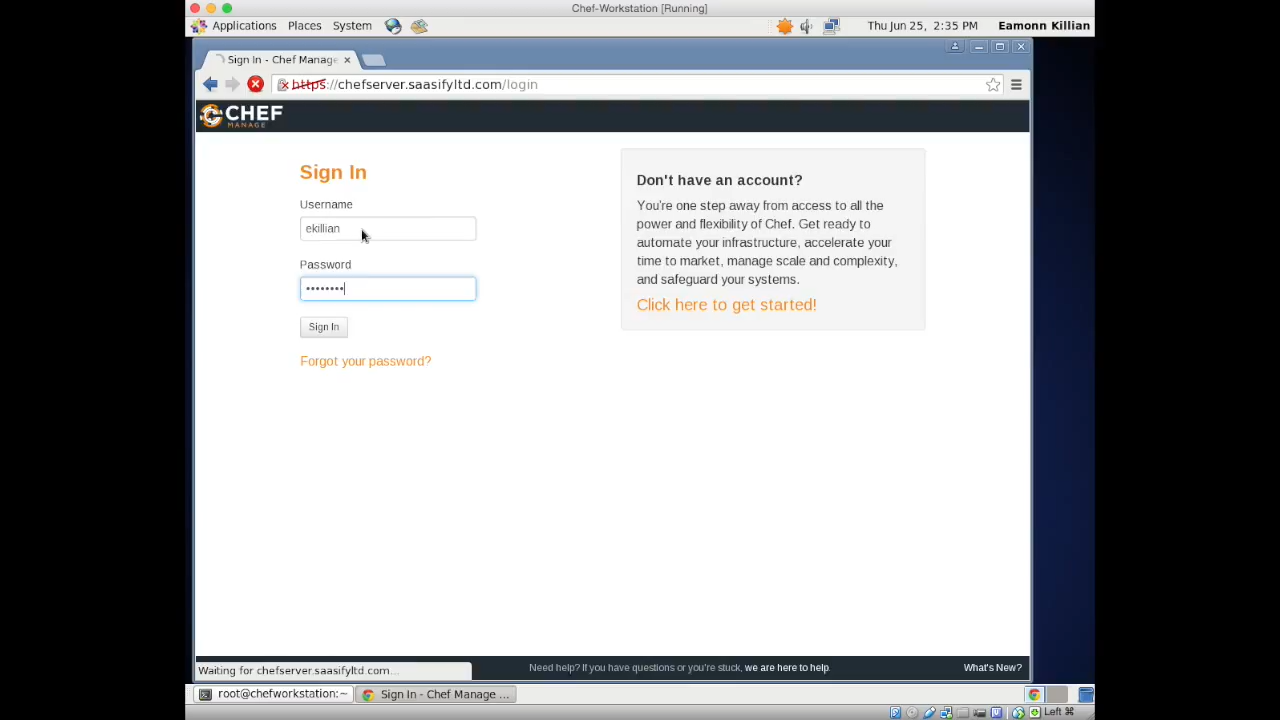 Chef-Workstation [Running]
Applications Places System Thu Jun 25, 2:35 PM Eamonn Killian
Sign In - Chef Manage
https://chefserver.saasifyltd.com/login
CHEF
MANAGE
Sign In
Username
ekillian
Password
••••••••
Sign In
Forgot your password?
Don't have an account?
You're one step away from access to all the
power and flexibility of Chef. Get ready to
automate your infrastructure, accelerate your
time to market, manage scale and complexity,
and safeguard your systems.
Click here to get started!
Waiting for chefserver.saasifyltd.com...
Need help? If you have questions or you're stuck, we are here to help. What's New?
root@chefworkstation:~ Sign In - Chef Manage ...
Left ⌘